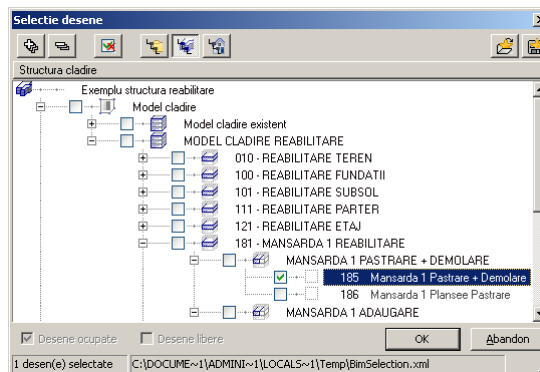 Selectie desene
Structura cladire
Exemplu structura reabilitare
Model cladire
Model cladire existent
MODEL CLADIRE REABILITARE
010 - REABILITARE TEREN
100 - REABILITARE FUNDATII
101 - REABILITARE SUBSOL
111 - REABILITARE PARTER
121 - REABILITARE ETAJ
181 - MANSARDA 1 REABILITARE
MANSARDA 1 PASTRARE + DEMOLARE
185 Mansarda 1 Pastrare + Demolare
186 Mansarda 1 Plansee Pastrare
MANSARDA 1 ADAUGARE
Desene ocupate Desene libere OK Abandon
1 desen(e) selectate C:\DOCUME~1\ADMINI~1\LOCALS~1\Temp\BimSelection.xml